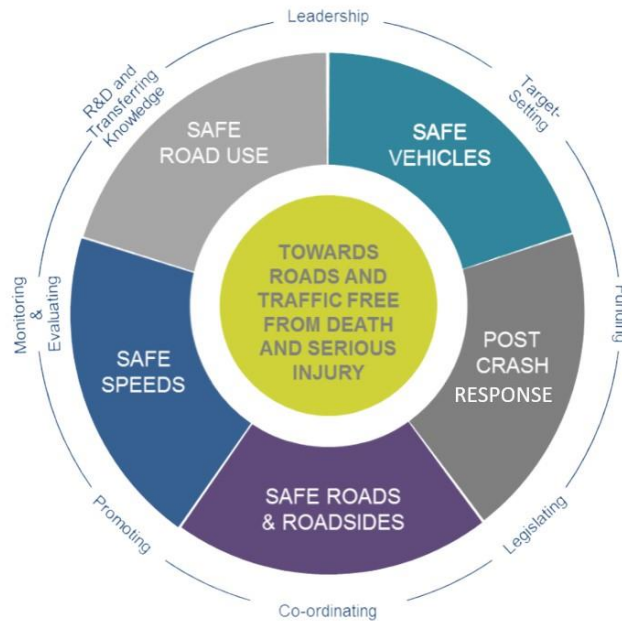 Leadership
Target-
Setting
Funding
Legislating
Co-ordinating
Promoting
Monitoring
&
Evaluating
R&D and
Transferring
Knowledge
SAFE
ROAD USE
SAFE
VEHICLES
POST
CRASH
RESPONSE
SAFE ROADS
& ROADSIDES
SAFE
SPEEDS
TOWARDS
ROADS AND
TRAFFIC FREE
FROM DEATH
AND SERIOUS
INJURY